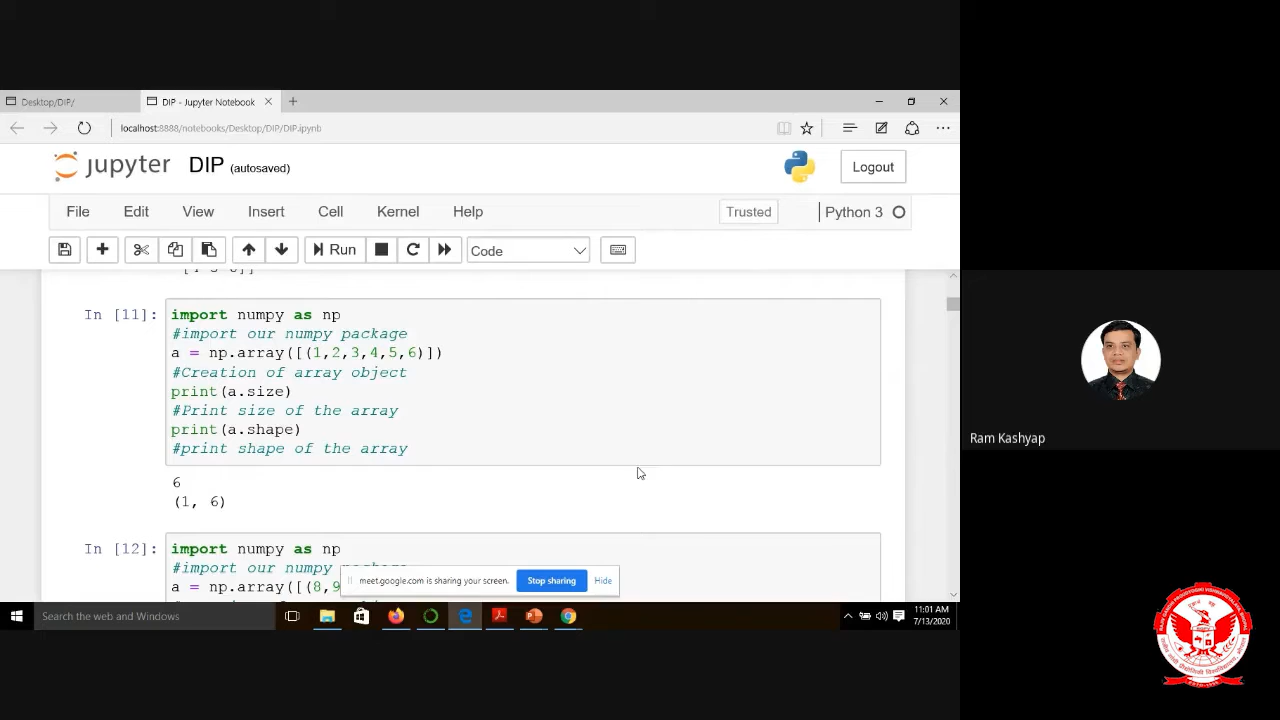 Desktop/DIP/
DIP - Jupyter Notebook
localhost:8888/notebooks/Desktop/DIP/DIP.ipynb
jupyter DIP (autosaved)
Logout
File Edit View Insert Cell Kernel Help
Trusted
Python 3
Run
Code
In [11]:
import numpy as np
#import our numpy package
a = np.array([(1,2,3,4,5,6)])
#Creation of array object
print(a.size)
#Print size of the array
print(a.shape)
#print shape of the array
6
(1, 6)
In [12]:
import numpy as np
#import our numpy
a = np.array([(8,9
meet.google.com is sharing your screen.
Stop sharing
Hide
Search the web and Windows
11:01 AM
7/13/2020
Ram Kashyap